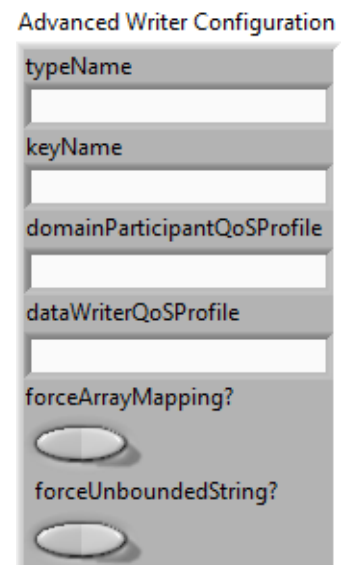 Advanced Writer Configuration
typeName
keyName
domainParticipantQoSProfile
dataWriterQoSProfile
forceArrayMapping?
forceUnboundedString?